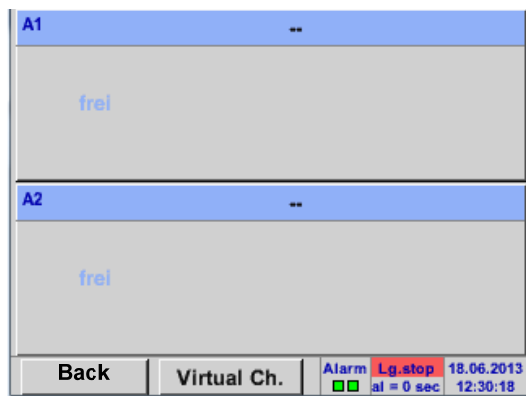 A1 --
frei
A2 --
frei
Back Virtual Ch. Alarm Lg.stop 18.06.2013
al = 0 sec 12:30:18